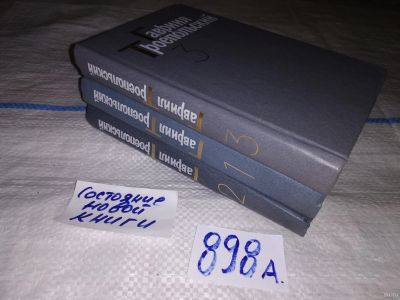 Гавриил
Троепольский
3
Гавриил Троепольский 3
Гавриил Троепольский 1
Гавриил Троепольский 2
Состояние
новой
книги
898А.